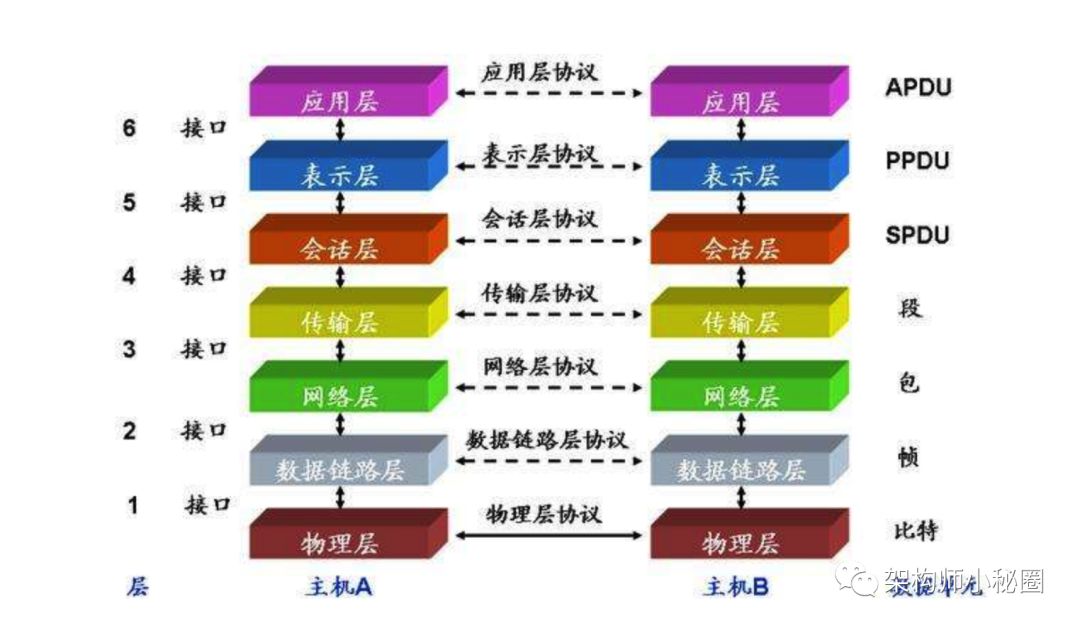 应用层协议
应用层 应用层 APDU
6 接口
表示层协议
表示层 表示层 PPDU
5 接口
会话层协议
会话层 会话层 SPDU
4 接口
传输层协议
传输层 传输层 段
3 接口
网络层协议
网络层 网络层 包
2 接口
数据链路层协议
数据链路层 数据链路层 帧
1 接口
物理层协议
物理层 物理层 比特
层 主机A 主机B 数据单元
架构师小秘圈